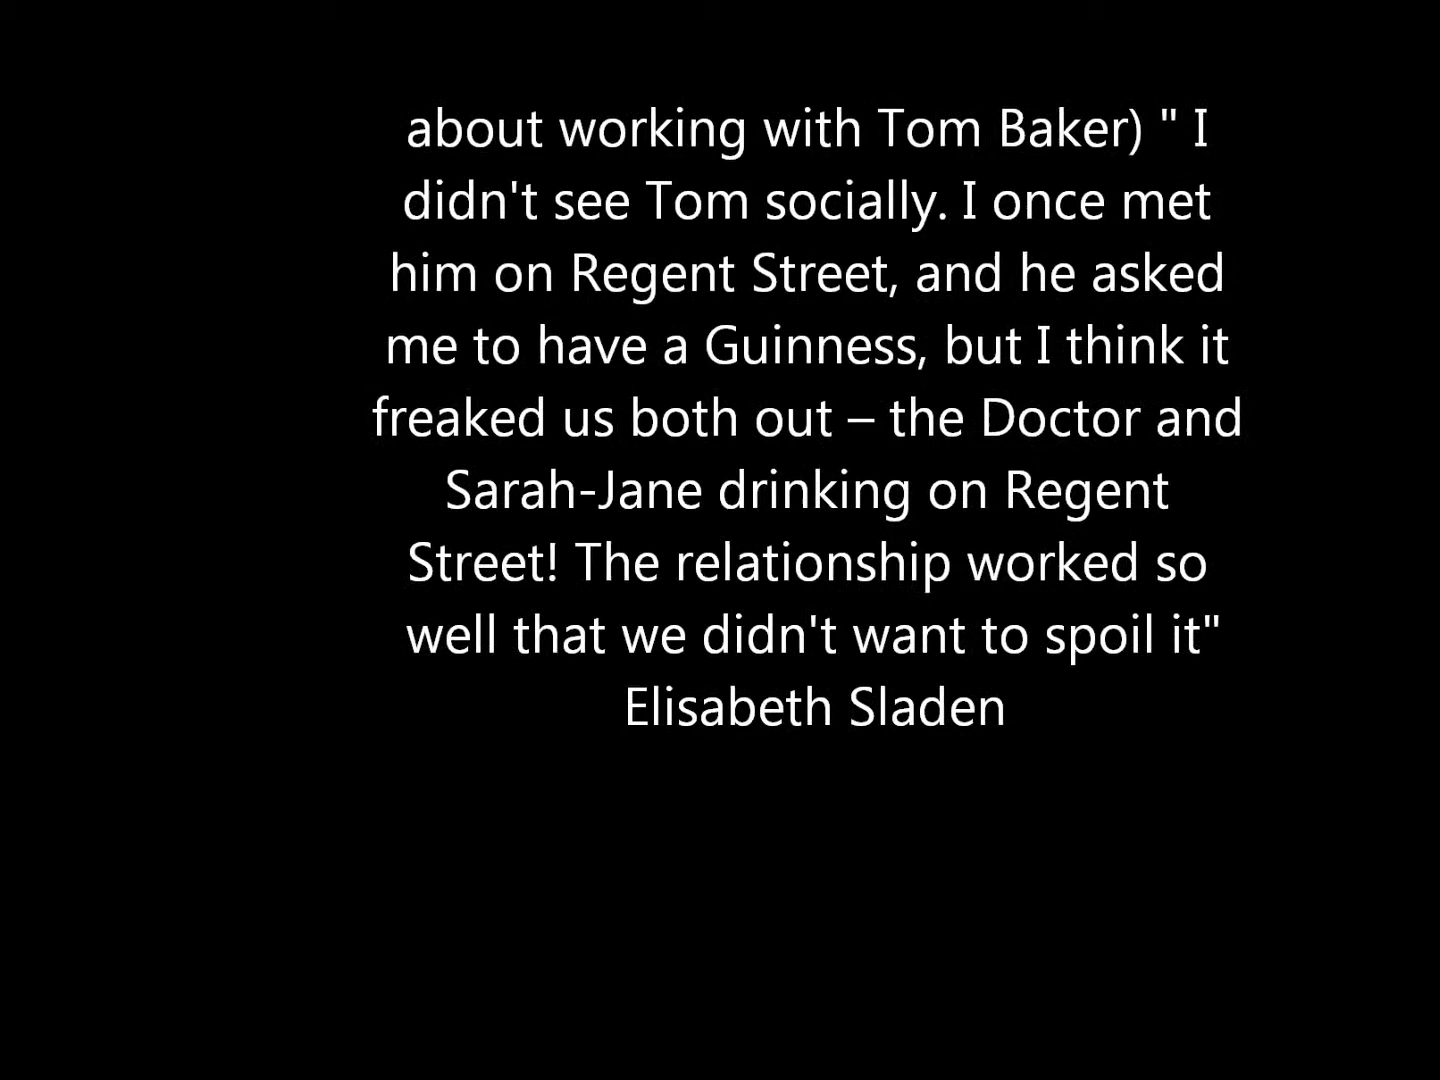 about working with Tom Baker) " I
didn't see Tom socially. I once met
him on Regent Street, and he asked
me to have a Guinness, but I think it
freaked us both out – the Doctor and
Sarah-Jane drinking on Regent
Street! The relationship worked so
well that we didn't want to spoil it"
Elisabeth Sladen